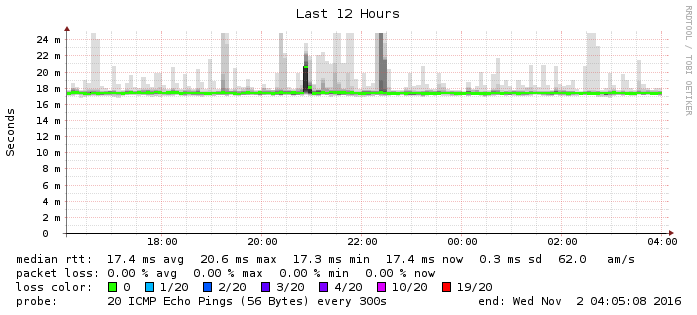 Last 12 Hours
RRDTOOL / TOBI OETIKER
Seconds
24 m
22 m
20 m
18 m
16 m
14 m
12 m
10 m
8 m
6 m
4 m
2 m
0
18:00 20:00 22:00 00:00 02:00 04:00
median rtt: 17.4 ms avg 20.6 ms max 17.3 ms min 17.4 ms now 0.3 ms sd 62.0 am/s
packet loss: 0.00 % avg 0.00 % max 0.00 % min 0.00 % now
loss color: 0 1/20 2/20 3/20 4/20 10/20 19/20
probe: 20 ICMP Echo Pings (56 Bytes) every 300s end: Wed Nov 2 04:05:08 2016